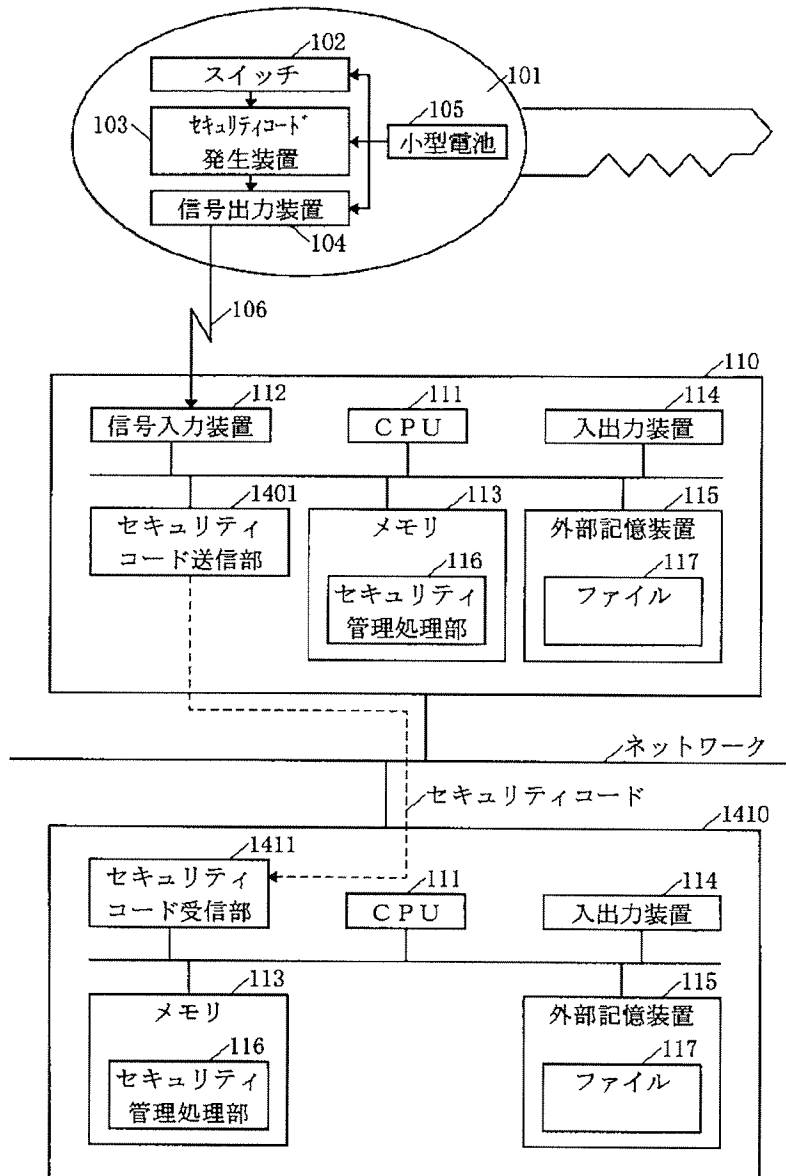 102
スイッチ
101
103
セキュリティコード
発生装置
105
小型電池
信号出力装置
104
106
110
112
信号入力装置
111
CPU
114
入出力装置
1401
セキュリティ
コード送信部
113
メモリ
116
セキュリティ
管理処理部
115
外部記憶装置
117
ファイル
ネットワーク
セキュリティコード
1410
1411
セキュリティ
コード受信部
111
CPU
114
入出力装置
113
メモリ
116
セキュリティ
管理処理部
115
外部記憶装置
117
ファイル